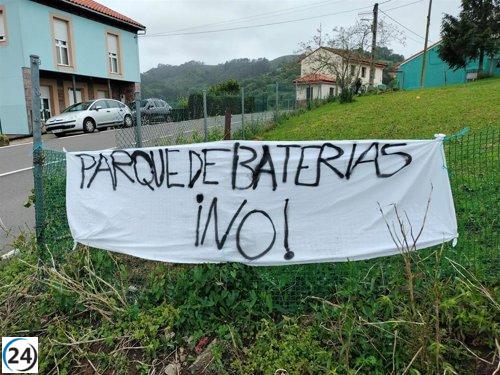 PARQUE DE BATERIAS
¡NO!
24